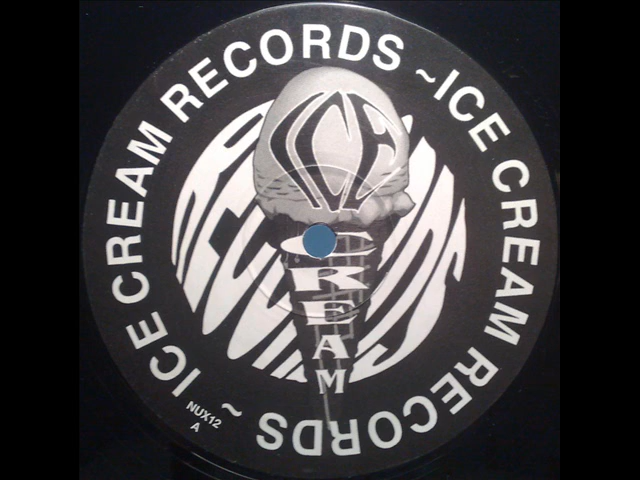 ICE CREAM RECORDS ~ ICE CREAM RECORDS ~
ICE
CREAM
RECORDS
NUX12
A